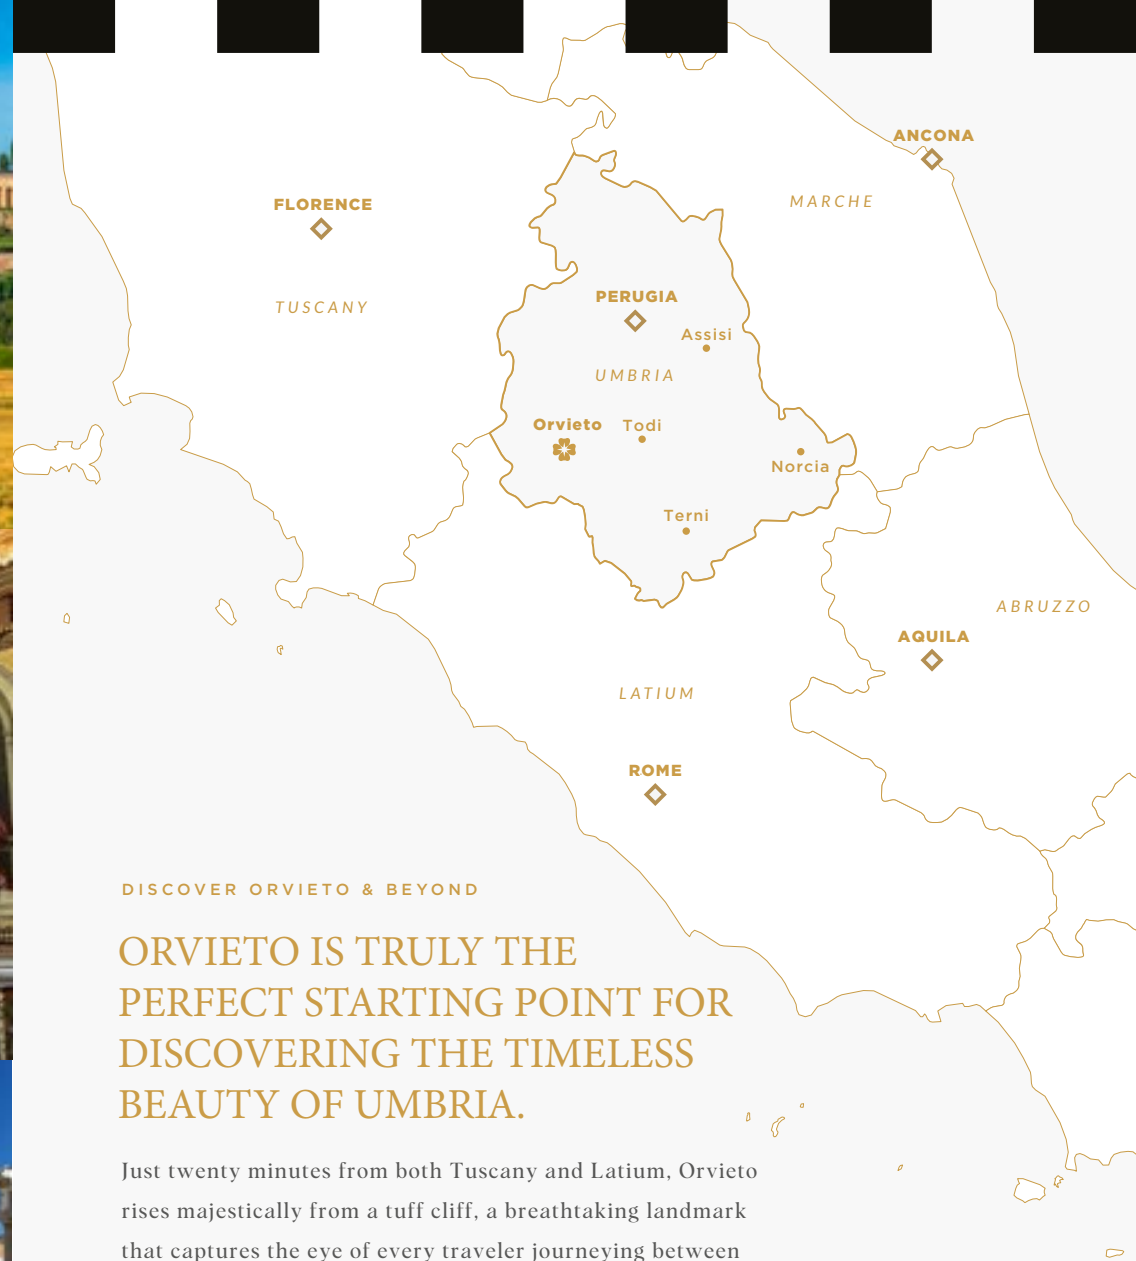 ANCONA
MARCHE
FLORENCE
TUSCANY
PERUGIA
Assisi
UMBRIA
Orvieto
Todi
Norcia
Terni
ABRUZZO
AQUILA
LATIUM
ROME
DISCOVER ORVIETO & BEYOND
ORVIETO IS TRULY THE
PERFECT STARTING POINT FOR
DISCOVERING THE TIMELESS
BEAUTY OF UMBRIA.
Just twenty minutes from both Tuscany and Latium, Orvieto
rises majestically from a tuff cliff, a breathtaking landmark
that captures the eye of every traveler journeying between